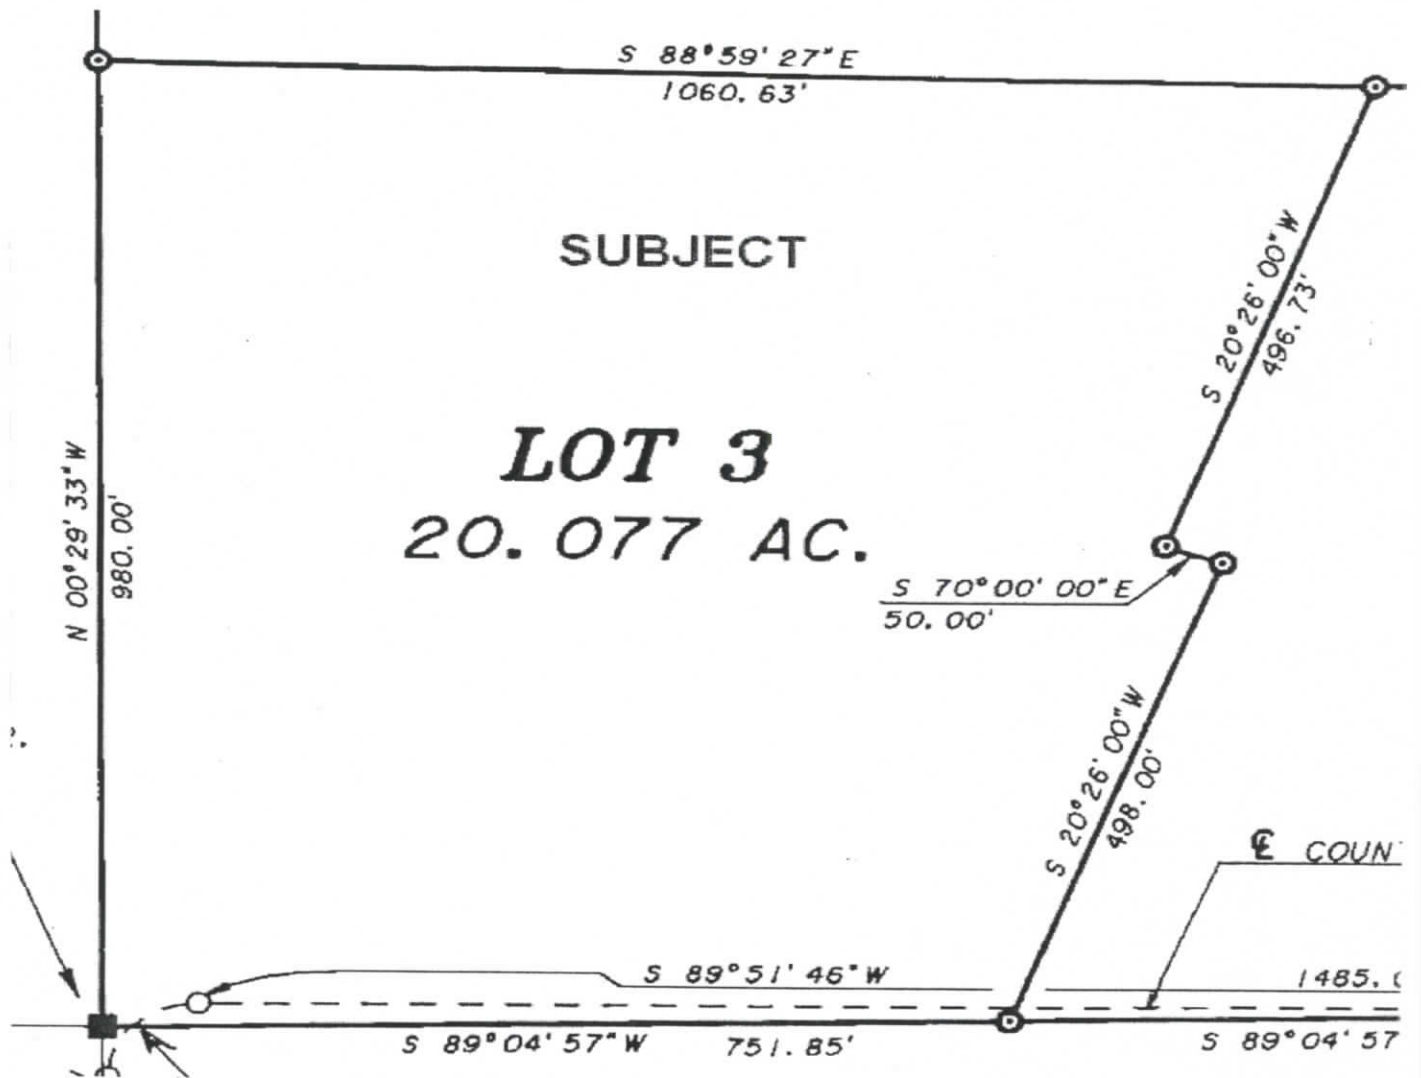 S 88°59' 27" E
1060. 63'
SUBJECT
S 20°26' 00" W
496. 73'
LOT 3
20. 077 AC.
N 00°29' 33" W
980. 00'
S 70°00' 00" E
50. 00'
S 20°26' 00" W
498. 00'
℄ COUN
S 89°51' 46" W
1485.
S 89°04' 57" W 751. 85'
S 89°04' 57